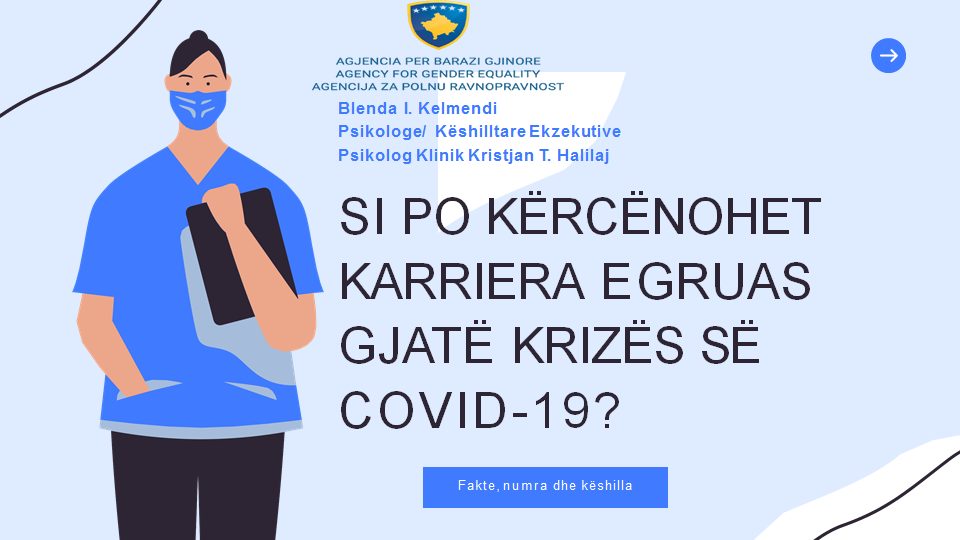 AGJENCIA PER BARAZI GJINORE
AGENCY FOR GENDER EQUALITY
AGENCIJA ZA POLNU RAVNOPRAVNOST
Blenda I. Kelmendi
Psikologe/ Këshilltare Ekzekutive
Psikolog Klinik Kristjan T. Halilaj
SI PO KËRCËNOHET
KARRIERA E GRUAS
GJATË KRIZËS SË
COVID-19?
Fakte, numra dhe këshilla